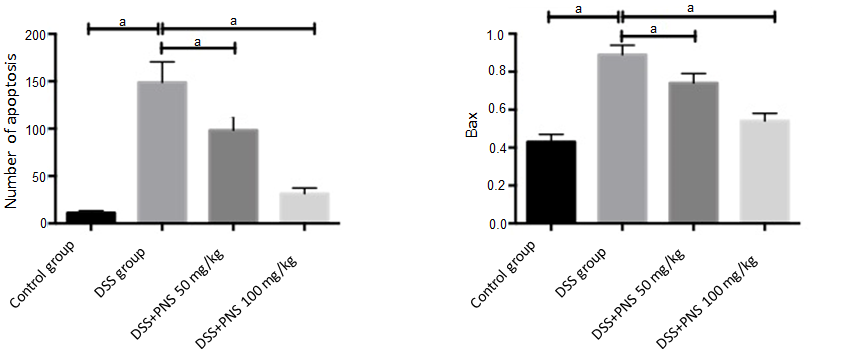 a
a
a
Number of apoptosis
200
150
100
50
0
Control group
DSS group
DSS+PNS 50 mg/kg
DSS+PNS 100 mg/kg
a
a
a
Bax
1.0
0.8
0.6
0.4
0.2
0.0
Control group
DSS group
DSS+PNS 50 mg/kg
DSS+PNS 100 mg/kg